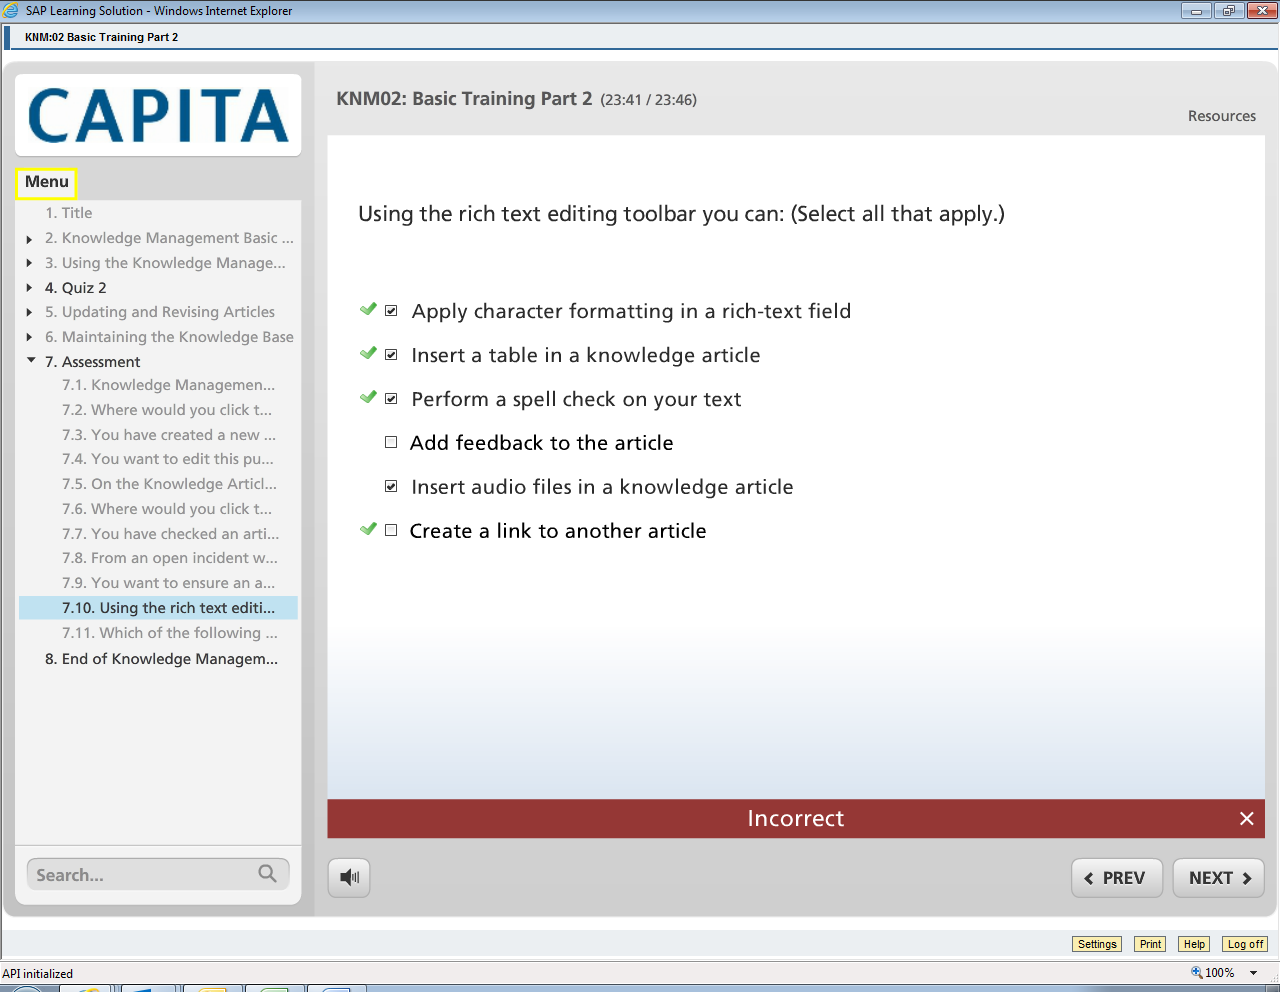 SAP Learning Solution - Windows Internet Explorer
KNM:02 Basic Training Part 2
CAPITA
KNM02: Basic Training Part 2 (23:41 / 23:46)
Resources
Menu
1. Title
2. Knowledge Management Basic ...
3. Using the Knowledge Manage...
4. Quiz 2
5. Updating and Revising Articles
6. Maintaining the Knowledge Base
7. Assessment
7.1. Knowledge Managemen...
7.2. Where would you click t...
7.3. You have created a new ...
7.4. You want to edit this pu...
7.5. On the Knowledge Articl...
7.6. Where would you click t...
7.7. You have checked an arti...
7.8. From an open incident w...
7.9. You want to ensure an a...
7.10. Using the rich text editi...
7.11. Which of the following ...
8. End of Knowledge Managem...
Search...
Using the rich text editing toolbar you can: (Select all that apply.)
Apply character formatting in a rich-text field
Insert a table in a knowledge article
Perform a spell check on your text
Add feedback to the article
Insert audio files in a knowledge article
Create a link to another article
Incorrect
PREV
NEXT
Settings
Print
Help
Log off
API initialized
100%